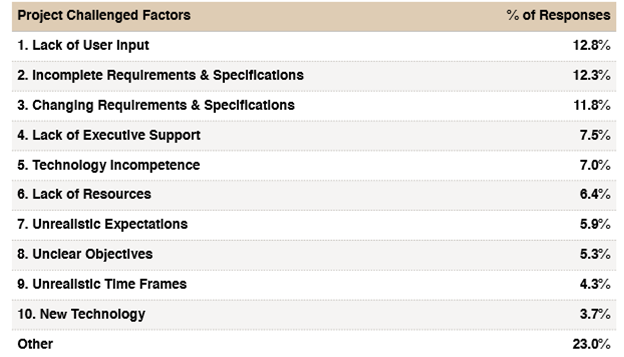 Project Challenged Factors % of Responses
1. Lack of User Input 12.8%
2. Incomplete Requirements & Specifications 12.3%
3. Changing Requirements & Specifications 11.8%
4. Lack of Executive Support 7.5%
5. Technology Incompetence 7.0%
6. Lack of Resources 6.4%
7. Unrealistic Expectations 5.9%
8. Unclear Objectives 5.3%
9. Unrealistic Time Frames 4.3%
10. New Technology 3.7%
Other 23.0%